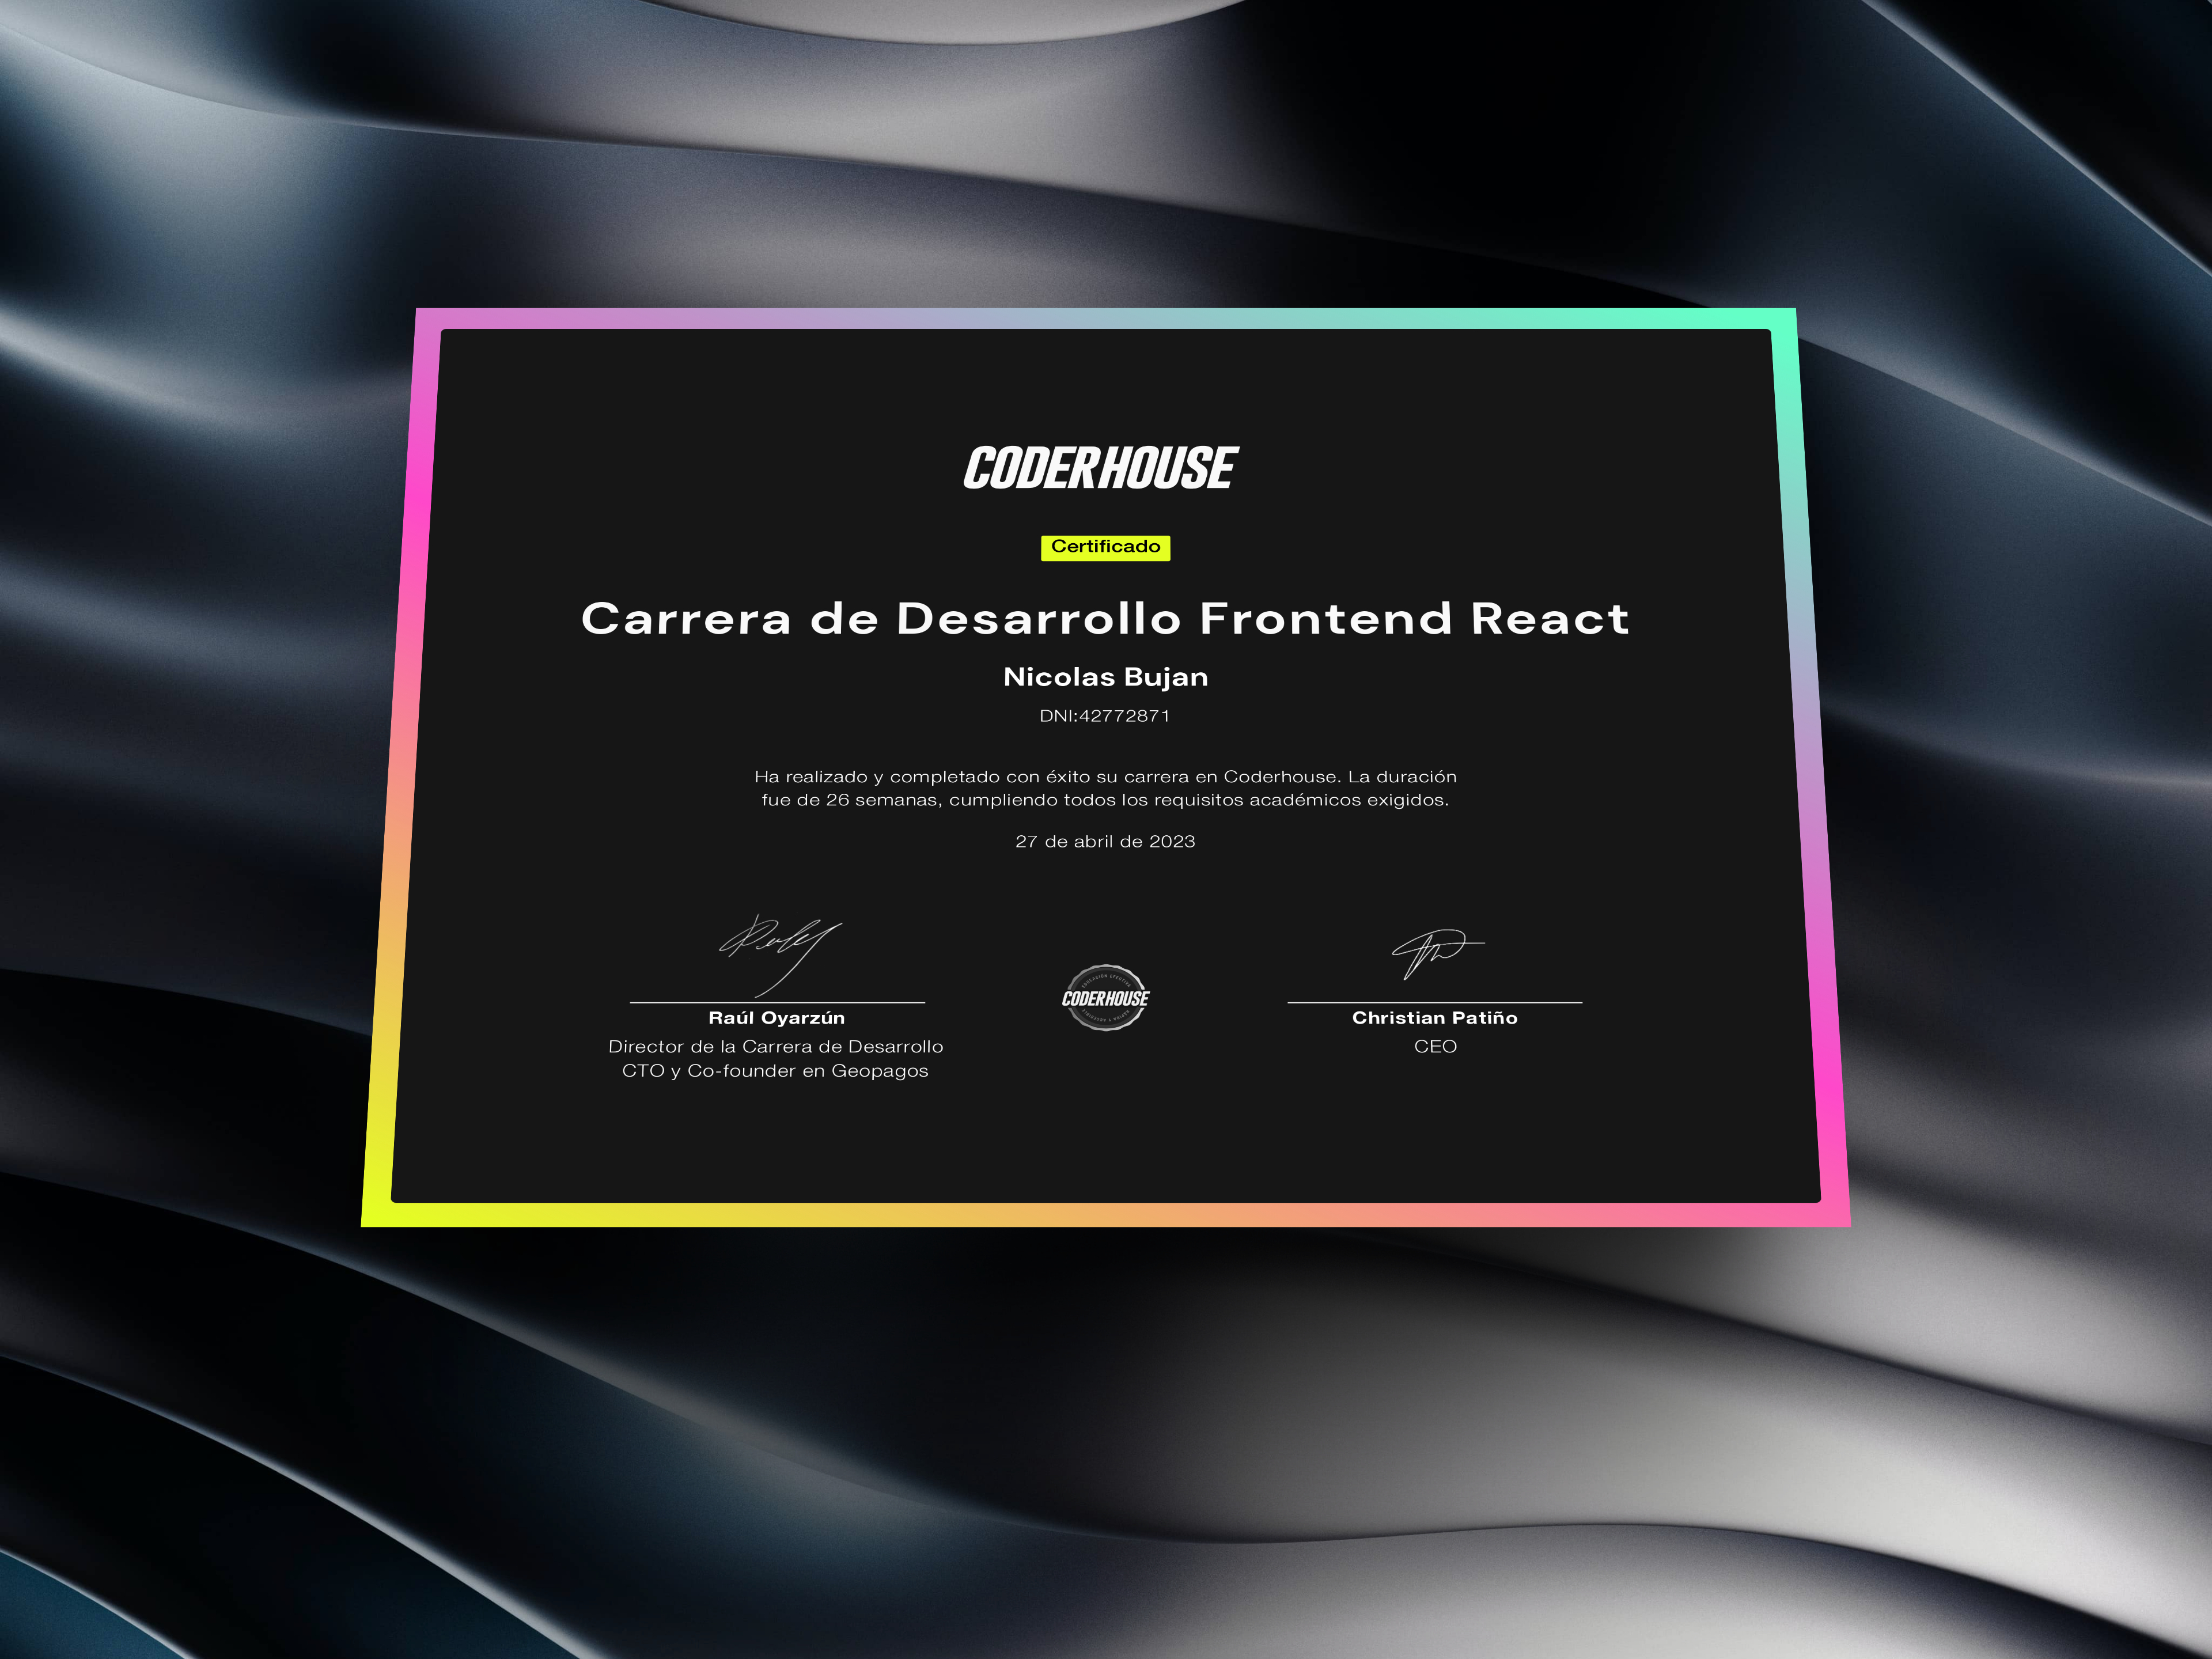 CODERHOUSE
Certificado
Carrera de Desarrollo Frontend React
Nicolas Bujan
DNI:42772871
Ha realizado y completado con éxito su carrera en Coderhouse. La duración
fue de 26 semanas, cumpliendo todos los requisitos académicos exigidos.
27 de abril de 2023
CODERHOUSE
Raúl Oyarzún
Director de la Carrera de Desarrollo
CTO y Co-founder en Geopagos
Christian Patiño
CEO